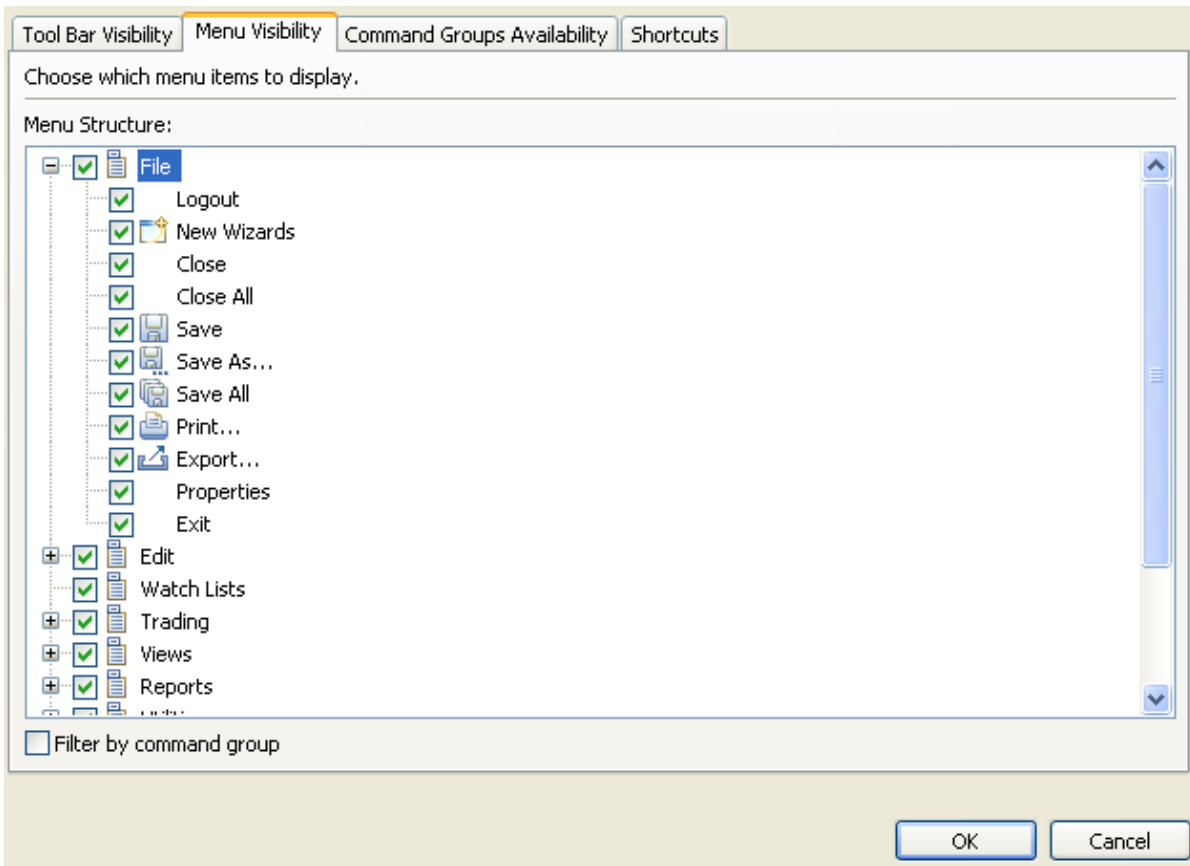 Tool Bar Visibility Menu Visibility Command Groups Availability Shortcuts
Choose which menu items to display.
Menu Structure:
File
Logout
New Wizards
Close
Close All
Save
Save As...
Save All
Print...
Export...
Properties
Exit
Edit
Watch Lists
Trading
Views
Reports
Filter by command group
OK Cancel